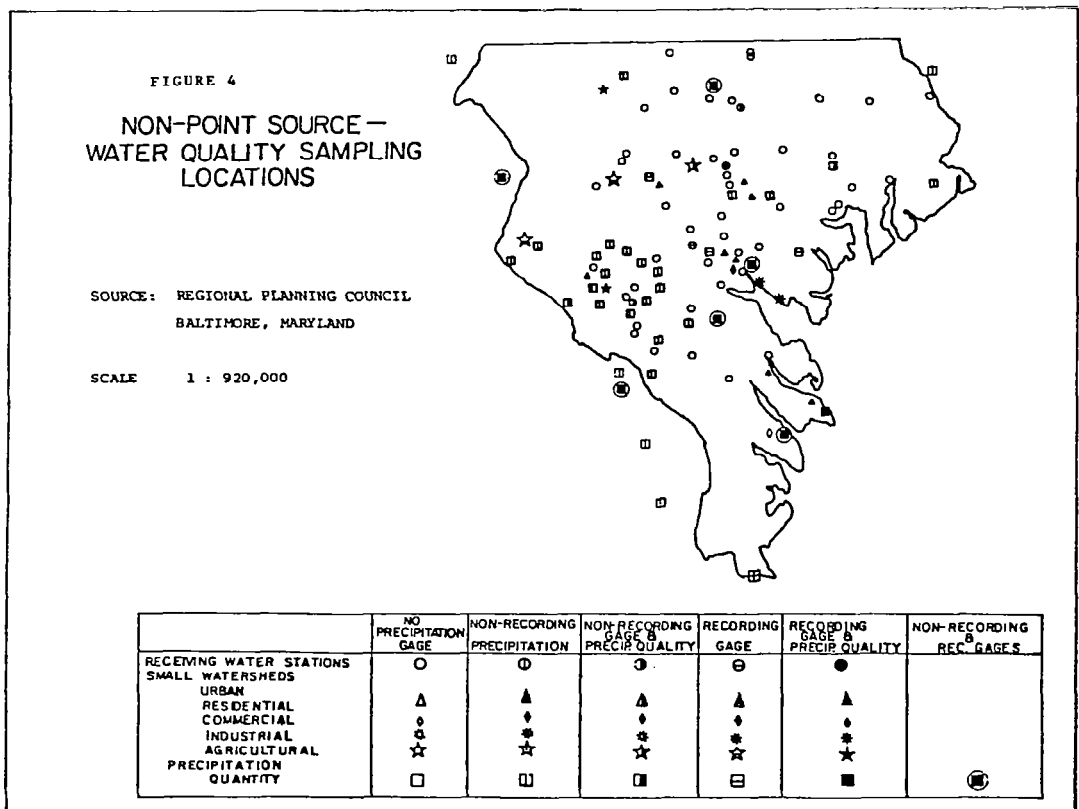 FIGURE 4
NON-POINT SOURCE—
WATER QUALITY SAMPLING
LOCATIONS
SOURCE: REGIONAL PLANNING COUNCIL
BALTIMORE, MARYLAND
SCALE 1 : 920,000
NO PRECIPITATION GAGE
NON-RECORDING PRECIPITATION
NON-RECORDING GAGE & PRECIP. QUALITY
RECORDING GAGE
RECORDING GAGE & PRECIP. QUALITY
NON-RECORDING & REC. GAGES
RECEIVING WATER STATIONS
SMALL WATERSHEDS
URBAN
RESIDENTIAL
COMMERCIAL
INDUSTRIAL
AGRICULTURAL
PRECIPITATION
QUANTITY